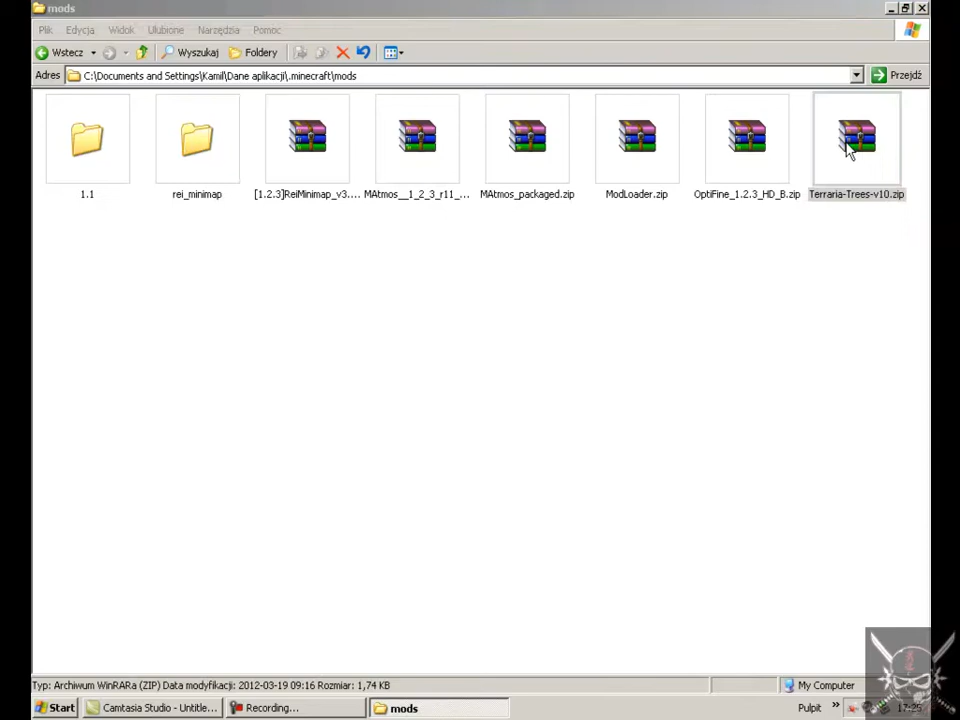 mods
Plik Edycja Widok Ulubione Narzędzia Pomoc
Wstecz Wyszukaj Foldery
Adres C:\Documents and Settings\Kamil\Dane aplikacji\.minecraft\mods Przejdź
1.1 rei_minimap [1.2.3]ReiMinimap_v3.... MAtmos__1_2_3_r11_... MAtmos_packaged.zip ModLoader.zip OptiFine_1.2.3_HD_B.zip Terraria-Trees-v10.zip
Typ: Archiwum WinRARa (ZIP) Data modyfikacji: 2012-03-19 09:16 Rozmiar: 1,74 KB My Computer
Start Camtasia Studio - Untitle... Recording... mods Pulpit » 17:25